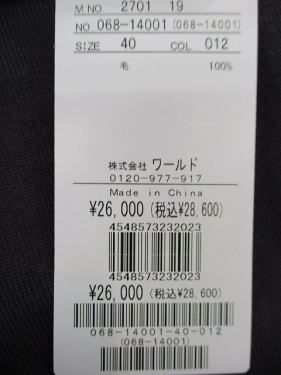 M NO 2701 19
NO. 068-14001 (068-14001)
SIZE 40 COL. 012
毛 100%
株式会社 ワールド
0120-977-917
Made in China
¥26,000 (税込¥28,600)
4548573232023
4548573232023
¥26,000 (税込¥28,600)
068-14001-40-012
(068-14001)